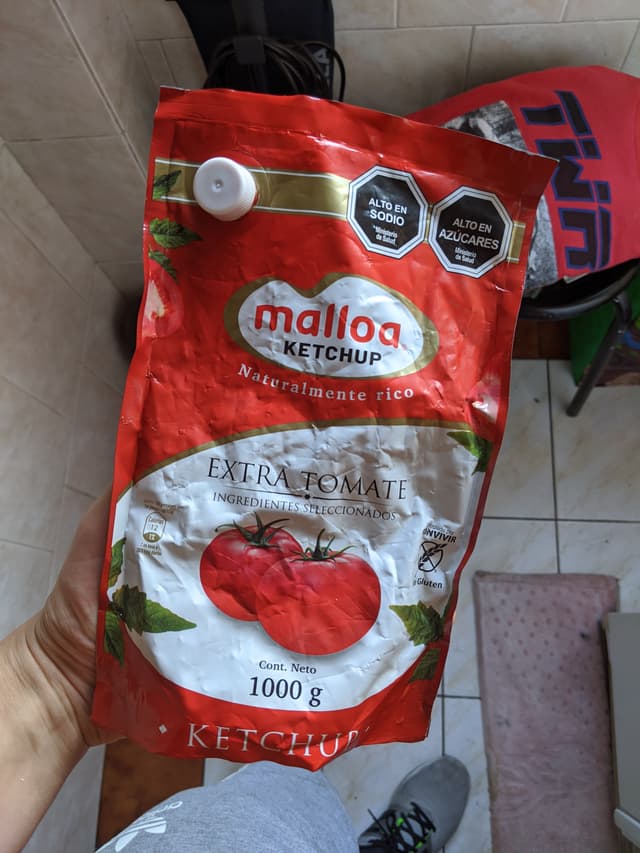 ALTO EN
SODIO
Ministerio
de Salud
ALTO EN
AZÚCARES
Ministerio
de Salud
malloa
KETCHUP
Naturalmente rico
EXTRA TOMATE
INGREDIENTES SELECCIONADOS
12
Gluten
Cont. Neto
1000 g
KETCHUP